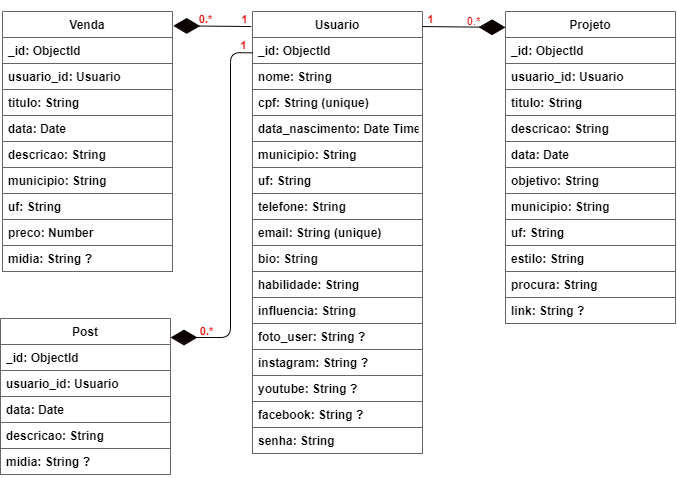 Venda
_id: ObjectId
usuario_id: Usuario
titulo: String
data: Date
descricao: String
municipio: String
uf: String
preco: Number
midia: String ?
0.*
1
1
0.*
Post
_id: ObjectId
usuario_id: Usuario
data: Date
descricao: String
midia: String ?
Usuario
_id: ObjectId
nome: String
cpf: String (unique)
data_nascimento: Date Time
municipio: String
uf: String
telefone: String
email: String (unique)
bio: String
habilidade: String
influencia: String
foto_user: String ?
instagram: String ?
youtube: String ?
facebook: String ?
senha: String
1
0.*
Projeto
_id: ObjectId
usuario_id: Usuario
titulo: String
descricao: String
data: Date
objetivo: String
municipio: String
uf: String
estilo: String
procura: String
link: String ?